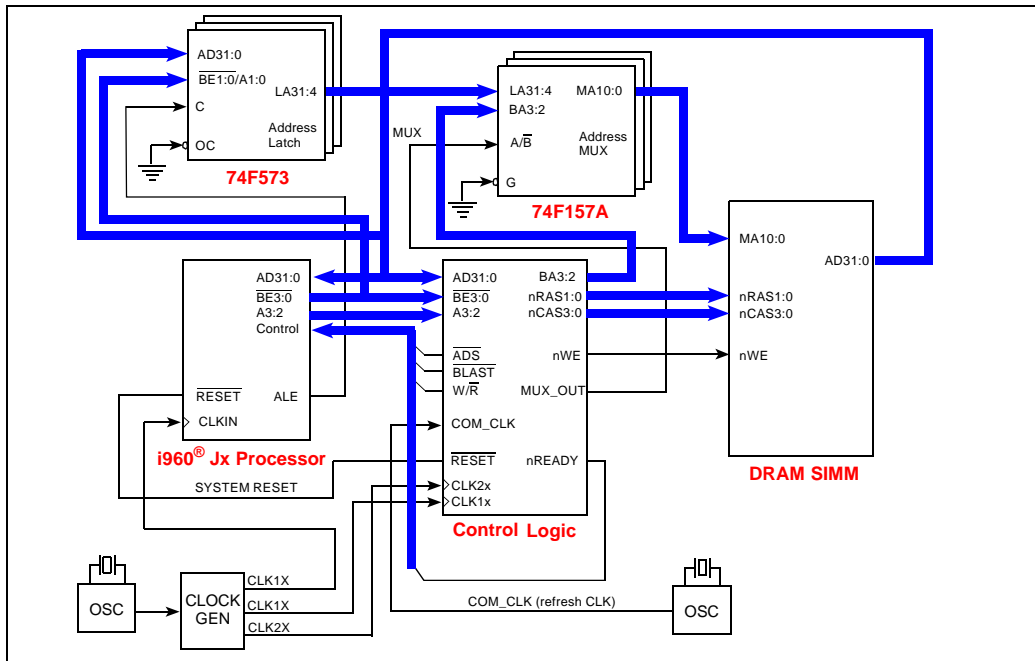 AD31:0
BE1:0/A1:0
LA31:4
C
Address
Latch
OC
74F573
LA31:4
MA10:0
BA3:2
MUX
A/B
Address
MUX
G
74F157A
MA10:0
AD31:0
nRAS1:0
nCAS3:0
nWE
DRAM SIMM
AD31:0
BE3:0
A3:2
Control
RESET
ALE
CLKIN
i960® Jx Processor
SYSTEM RESET
AD31:0
BA3:2
BE3:0
nRAS1:0
A3:2
nCAS3:0
ADS
nWE
BLAST
W/R
MUX_OUT
COM_CLK
RESET
nREADY
CLK2x
CLK1x
Control Logic
OSC
CLOCK
GEN
CLK1X
CLK1X
CLK2X
COM_CLK (refresh CLK)
OSC